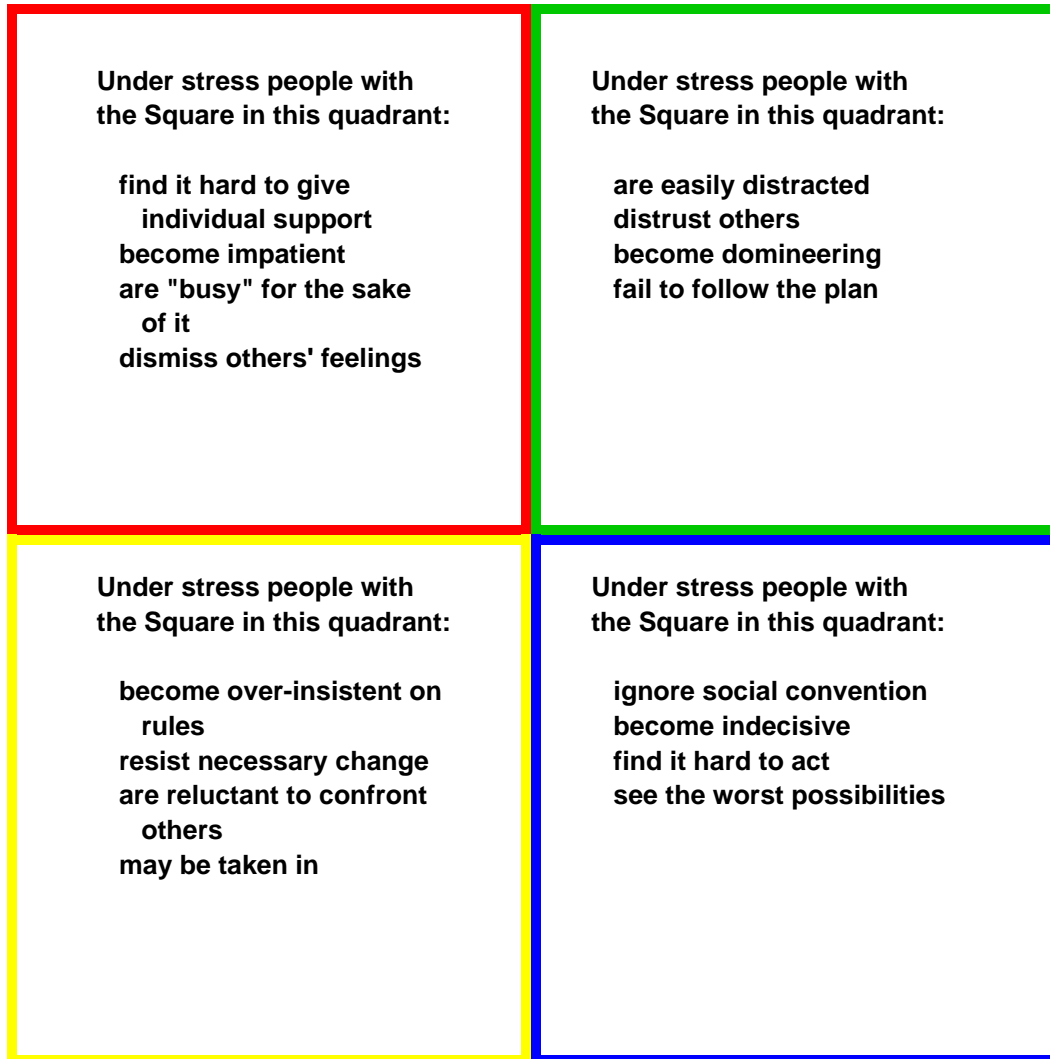 Under stress people with
the Square in this quadrant:
find it hard to give
individual support
become impatient
are "busy" for the sake
of it
dismiss others' feelings
Under stress people with
the Square in this quadrant:
are easily distracted
distrust others
become domineering
fail to follow the plan
Under stress people with
the Square in this quadrant:
become over-insistent on
rules
resist necessary change
are reluctant to confront
others
may be taken in
Under stress people with
the Square in this quadrant:
ignore social convention
become indecisive
find it hard to act
see the worst possibilities